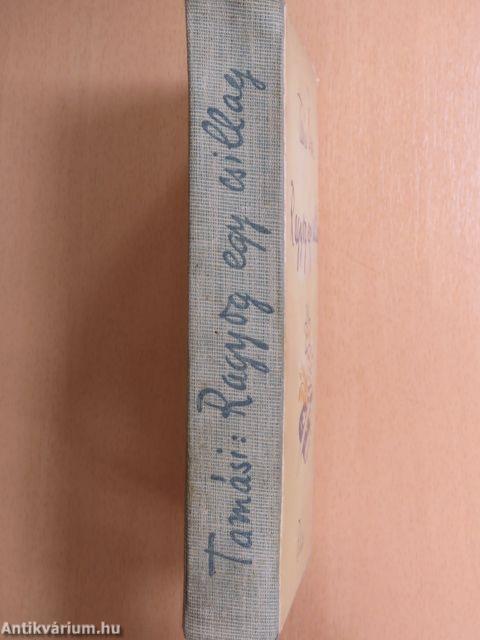 Tamási: Ragyog egy csillag
Antikvárium.hu